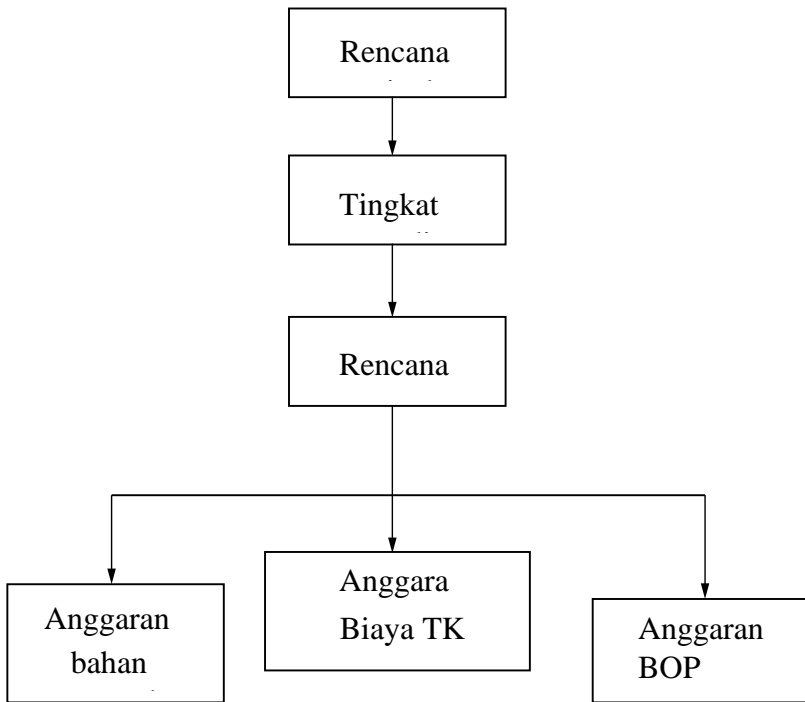 Rencana
Tingkat
Rencana
Anggara
Biaya TK
Anggaran
bahan
Anggaran
BOP